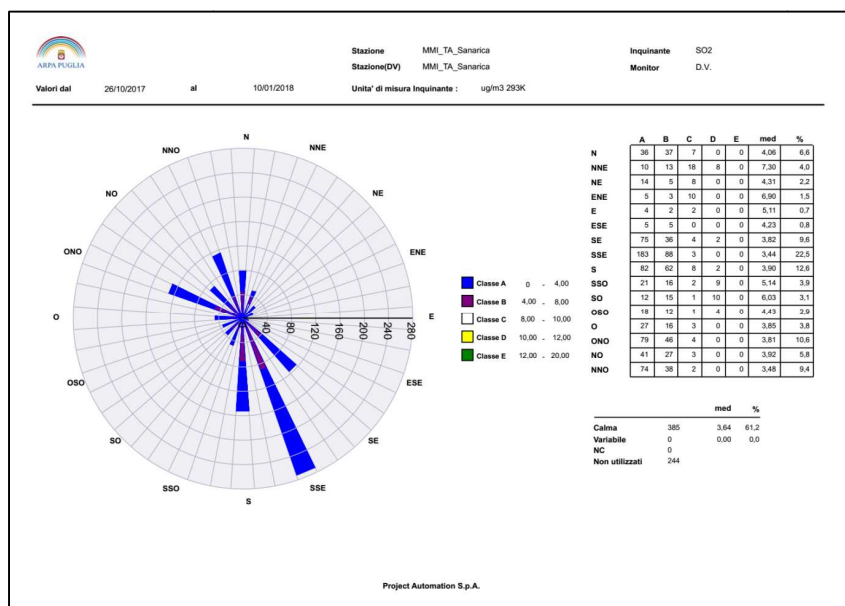 ARPA PUGLIA
Stazione MMI_TA_Sanarica Inquinante SO2
Stazione(DV) MMI_TA_Sanarica Monitor D.V.
Valori dal 26/10/2017 al 10/01/2018 Unita' di misura Inquinante : ug/m3 293K
N
NNE
NE
ENE
E
ESE
SE
SSE
S
SSO
SO
OSO
O
ONO
NO
NNO
0 40 80 120 160 200 240 280
Classe A 0 - 4,00
Classe B 4,00 - 8,00
Classe C 8,00 - 10,00
Classe D 10,00 - 12,00
Classe E 12,00 - 20,00
A B C D E med %
N 36 37 7 0 0 4,06 6,6
NNE 10 13 18 8 0 7,30 4,0
NE 14 5 8 0 0 4,31 2,2
ENE 5 3 10 0 0 6,90 1,5
E 4 2 2 0 0 5,11 0,7
ESE 5 5 0 0 0 4,23 0,8
SE 75 36 4 2 0 3,82 9,6
SSE 183 88 3 0 0 3,44 22,5
S 82 62 8 2 0 3,90 12,6
SSO 21 16 2 9 0 5,14 3,9
SO 12 15 1 10 0 6,03 3,1
OSO 18 12 1 4 0 4,43 2,9
O 27 16 3 0 0 3,85 3,8
ONO 79 46 4 0 0 3,81 10,6
NO 41 27 3 0 0 3,92 5,8
NNO 74 38 2 0 0 3,48 9,4
med %
Calma 385 3,64 61,2
Variabile 0 0,00 0,0
NC 0
Non utilizzati 244
Project Automation S.p.A.